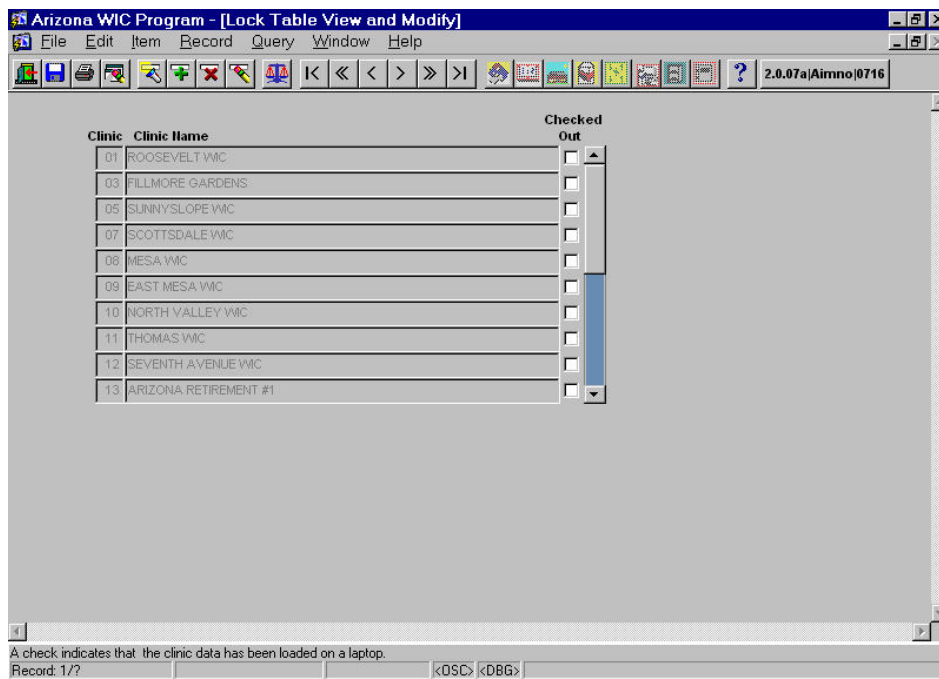 Arizona WIC Program - [Lock Table View and Modify]
File Edit Item Record Query Window Help
? 2.0.07a|Aimno|0716
Checked
Clinic Clinic Name Out
01 ROOSEVELT WIC
03 FILLMORE GARDENS
05 SUNNYSLOPE WIC
07 SCOTTSDALE WIC
08 MESA WIC
09 EAST MESA WIC
10 NORTH VALLEY WIC
11 THOMAS WIC
12 SEVENTH AVENUE WIC
13 ARIZONA RETIREMENT #1
A check indicates that the clinic data has been loaded on a laptop.
Record: 1/? <OSC> <DBG>